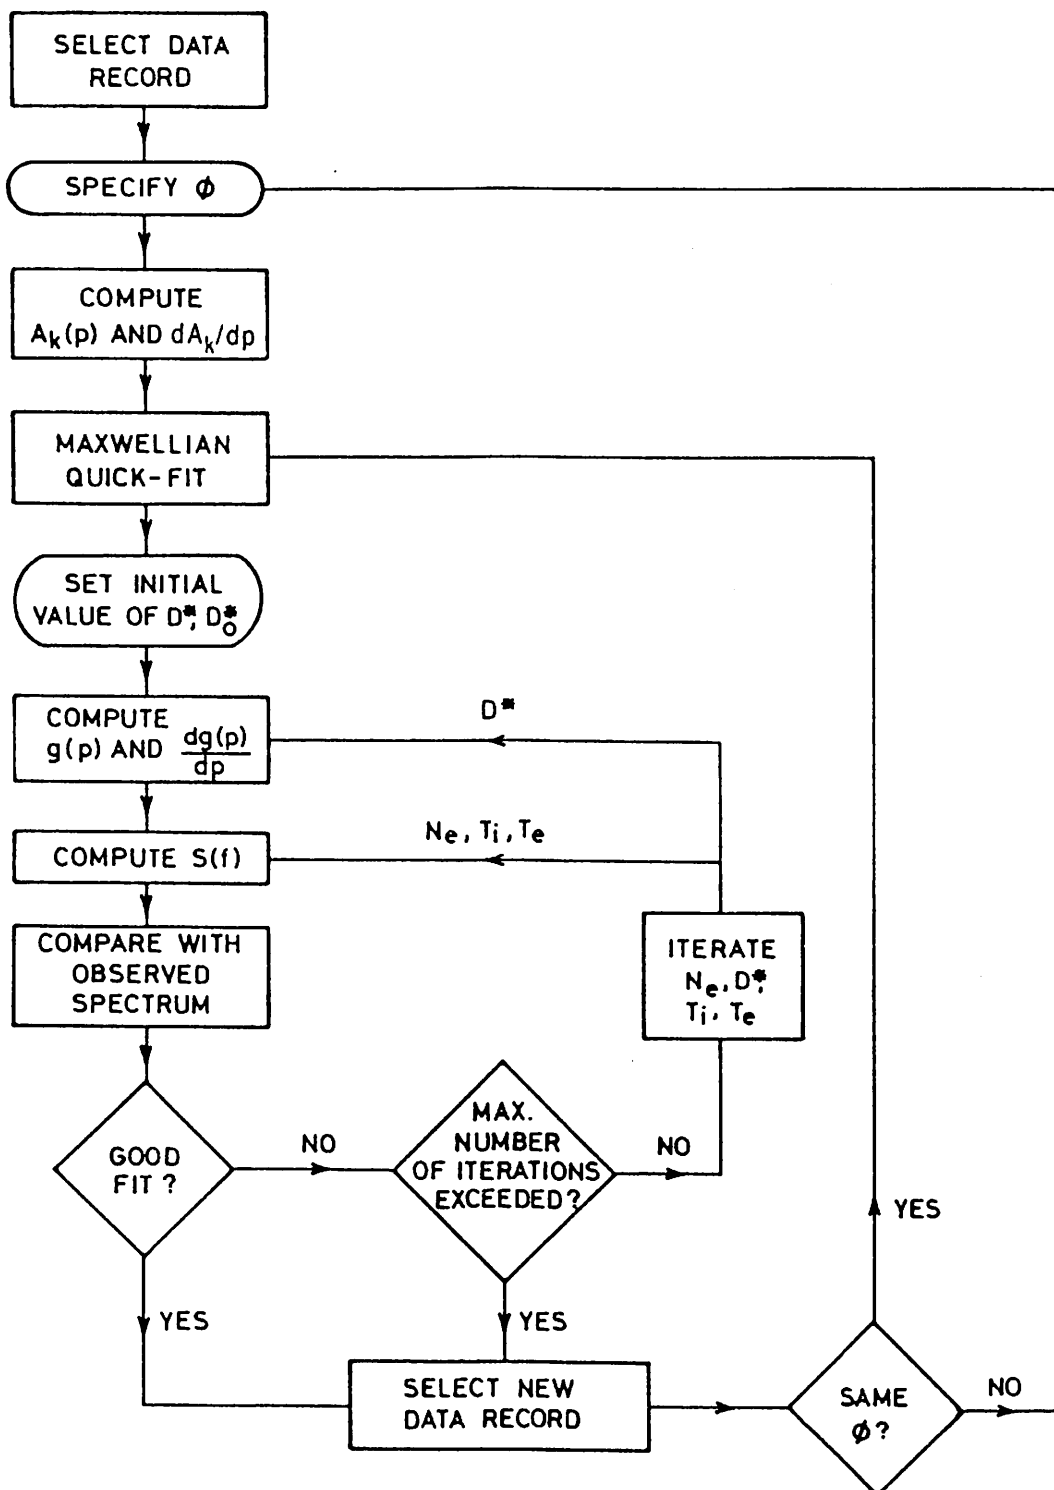 SELECT DATA
RECORD
SPECIFY ϕ
COMPUTE
Aₖ(p) AND dAₖ/dp
MAXWELLIAN
QUICK-FIT
SET INITIAL
VALUE OF D*, D₀*
COMPUTE
g(p) AND dg(p)/dp
D*
COMPUTE S(f)
Nₑ, Tᵢ, Tₑ
COMPARE WITH
OBSERVED
SPECTRUM
ITERATE
Nₑ, D*,
Tᵢ, Tₑ
GOOD
FIT ?
NO
MAX.
NUMBER
OF ITERATIONS
EXCEEDED?
NO
YES
YES
YES
SELECT NEW
DATA RECORD
SAME
ϕ?
NO